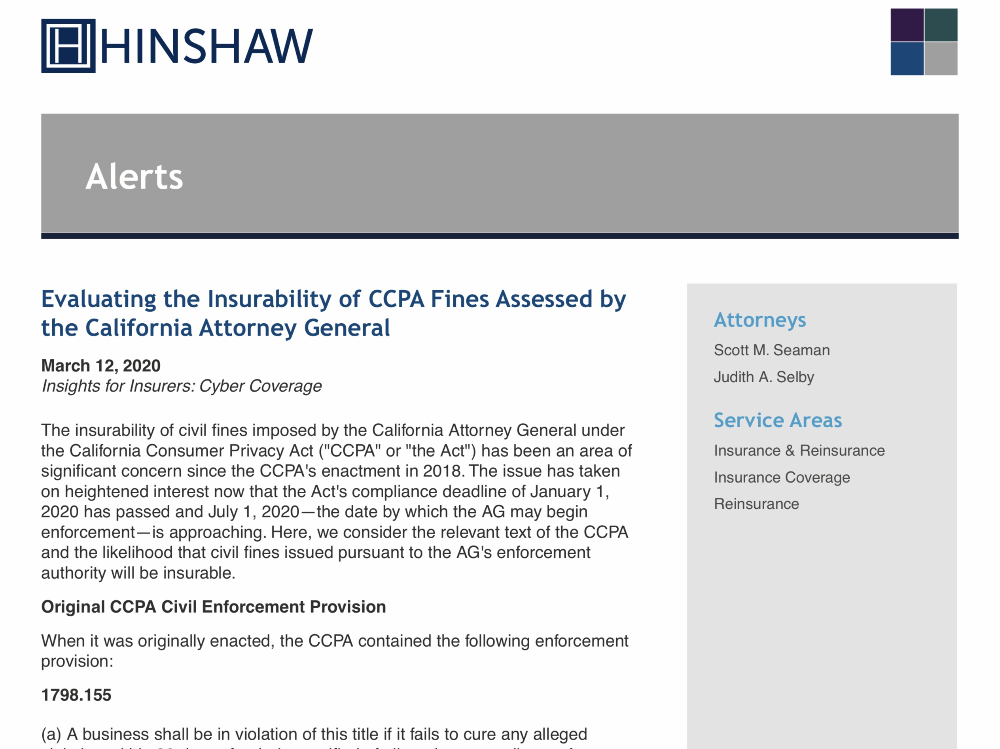 HINSHAW
Alerts
Evaluating the Insurability of CCPA Fines Assessed by
the California Attorney General
March 12, 2020
Insights for Insurers: Cyber Coverage
The insurability of civil fines imposed by the California Attorney General under
the California Consumer Privacy Act ("CCPA" or "the Act") has been an area of
significant concern since the CCPA's enactment in 2018. The issue has taken
on heightened interest now that the Act's compliance deadline of January 1,
2020 has passed and July 1, 2020—the date by which the AG may begin
enforcement—is approaching. Here, we consider the relevant text of the CCPA
and the likelihood that civil fines issued pursuant to the AG's enforcement
authority will be insurable.
Original CCPA Civil Enforcement Provision
When it was originally enacted, the CCPA contained the following enforcement
provision:
1798.155
(a) A business shall be in violation of this title if it fails to cure any alleged
Attorneys
Scott M. Seaman
Judith A. Selby
Service Areas
Insurance & Reinsurance
Insurance Coverage
Reinsurance